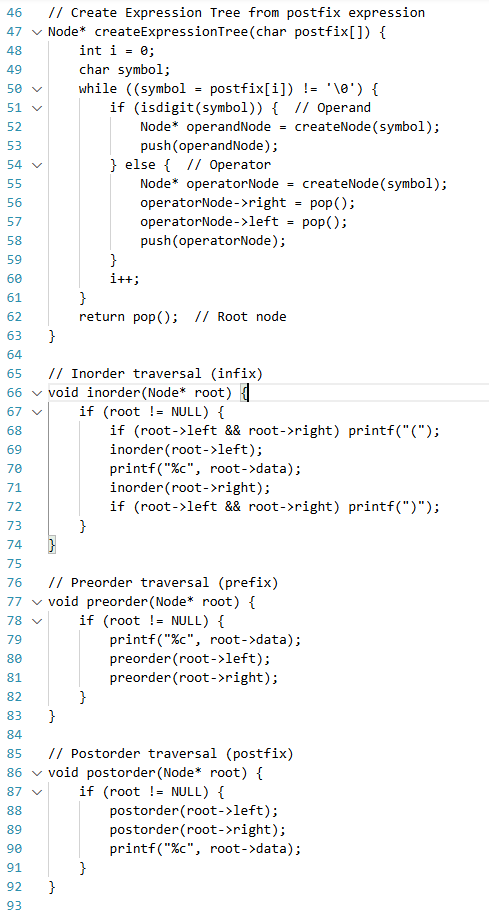 46 // Create Expression Tree from postfix expression
47 Node* createExpressionTree(char postfix[]) {
48     int i = 0;
49     char symbol;
50     while ((symbol = postfix[i]) != '\0') {
51         if (isdigit(symbol)) {  // Operand
52             Node* operandNode = createNode(symbol);
53             push(operandNode);
54         } else {  // Operator
55             Node* operatorNode = createNode(symbol);
56             operatorNode->right = pop();
57             operatorNode->left = pop();
58             push(operatorNode);
59         }
60         i++;
61     }
62     return pop();  // Root node
63 }
64
65 // Inorder traversal (infix)
66 void inorder(Node* root) {
67     if (root != NULL) {
68         if (root->left && root->right) printf("(");
69         inorder(root->left);
70         printf("%c", root->data);
71         inorder(root->right);
72         if (root->left && root->right) printf(")");
73     }
74 }
75
76 // Preorder traversal (prefix)
77 void preorder(Node* root) {
78     if (root != NULL) {
79         printf("%c", root->data);
80         preorder(root->left);
81         preorder(root->right);
82     }
83 }
84
85 // Postorder traversal (postfix)
86 void postorder(Node* root) {
87     if (root != NULL) {
88         postorder(root->left);
89         postorder(root->right);
90         printf("%c", root->data);
91     }
92 }
93